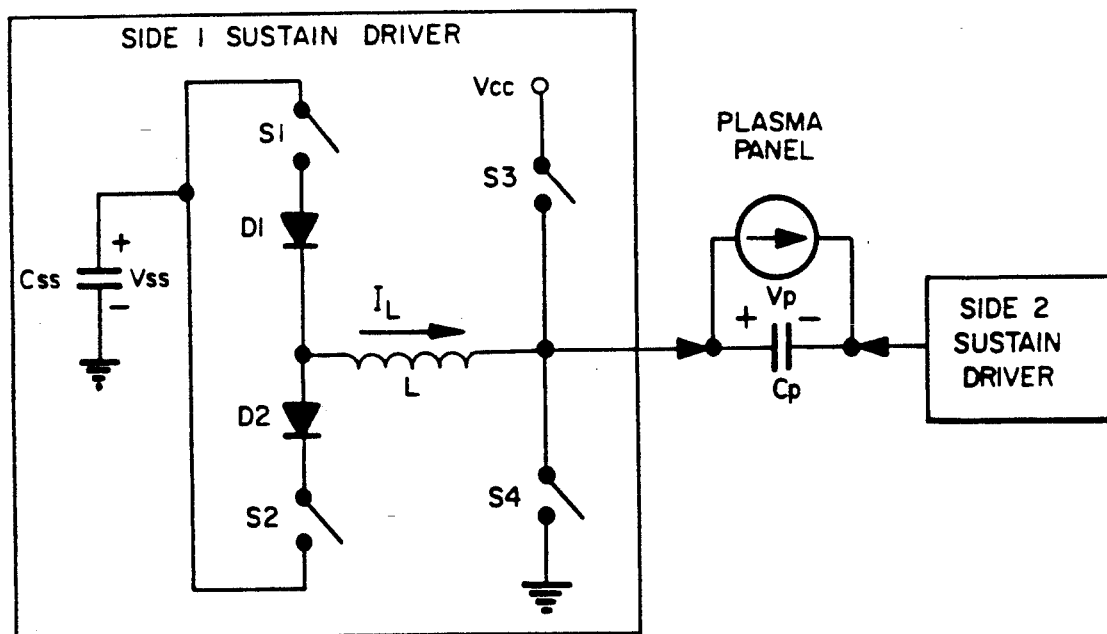 SIDE 1 SUSTAIN DRIVER
Vcc
S1
S3
PLASMA
PANEL
D1
+
Css
Vss
-
IL
Vp
+
-
SIDE 2
SUSTAIN
DRIVER
L
Cp
D2
S2
S4